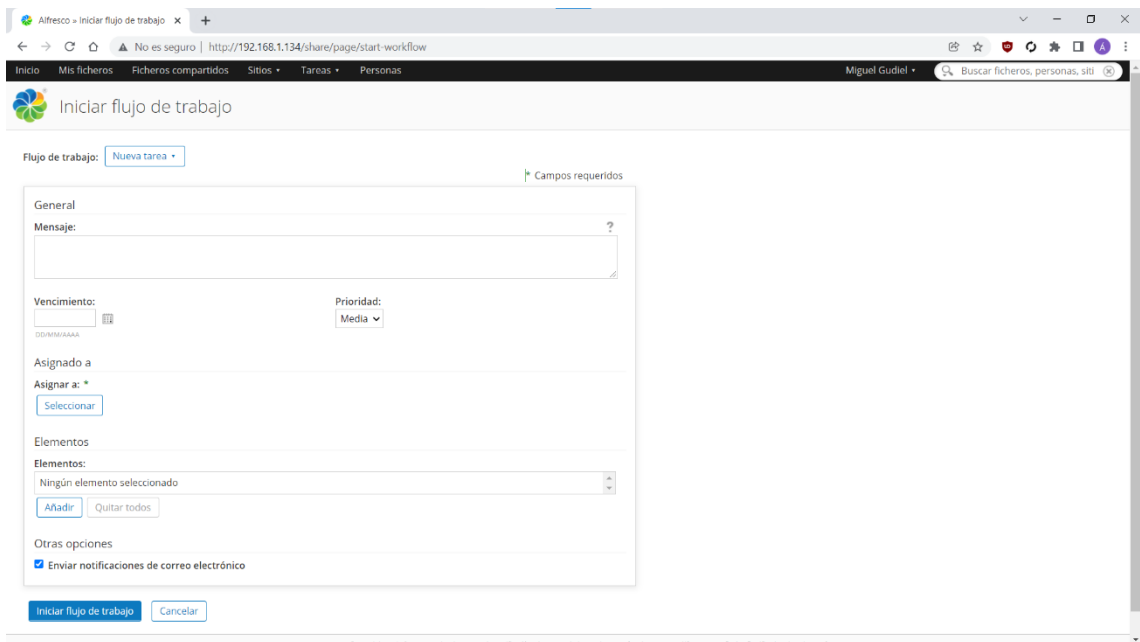 Alfresco » Iniciar flujo de trabajo
No es seguro | http://192.168.1.134/share/page/start-workflow
A
Inicio Mis ficheros Ficheros compartidos Sitios Tareas Personas Miguel Gudiel Buscar ficheros, personas, siti
Iniciar flujo de trabajo
Flujo de trabajo: Nueva tarea
* Campos requeridos
General
Mensaje: ?
Vencimiento: Prioridad:
Media
DD/MM/AAAA
Asignado a
Asignar a: *
Seleccionar
Elementos
Elementos:
Ningún elemento seleccionado
Añadir Quitar todos
Otras opciones
Enviar notificaciones de correo electrónico
Iniciar flujo de trabajo Cancelar